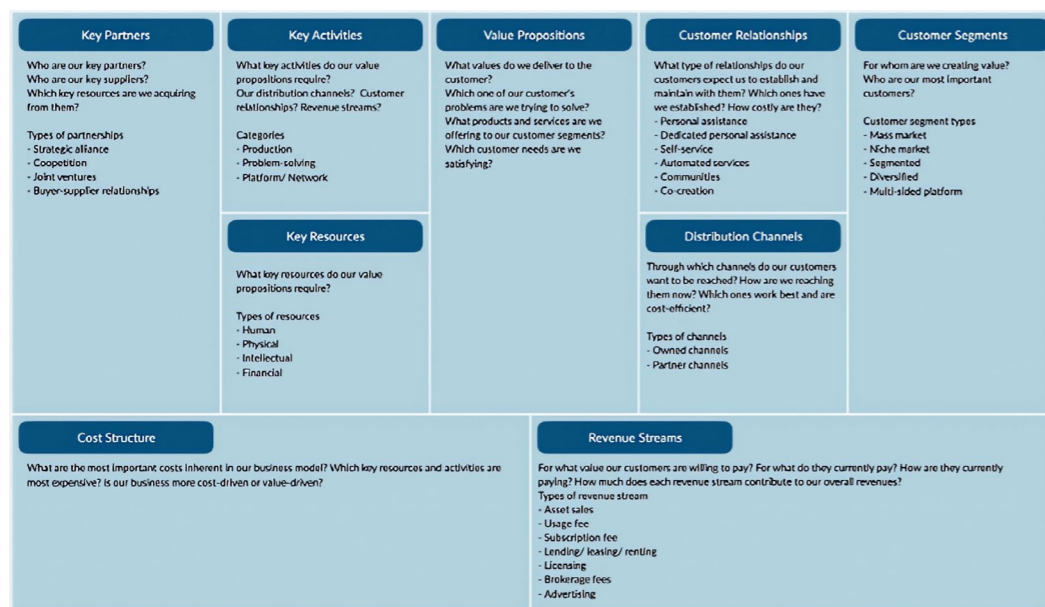 Key Partners
Who are our key partners?
Who are our key suppliers?
Which key resources are we acquiring
from them?
Types of partnerships
- Strategic alliance
- Coopetition
- Joint ventures
- Buyer-supplier relationships
Key Activities
What key activities do our value
propositions require?
Our distribution channels? Customer
relationships? Revenue streams?
Categories
- Production
- Problem-solving
- Platform/ Network
Key Resources
What key resources do our value
propositions require?
Types of resources
- Human
- Physical
- Intellectual
- Financial
Value Propositions
What values do we deliver to the
customer?
Which one of our customer's
problems are we trying to solve?
What products and services are we
offering to our customer segments?
Which customer needs are we
satisfying?
Customer Relationships
What type of relationships do our
customers expect us to establish and
maintain with them? Which ones have
we established? How costly are they?
- Personal assistance
- Dedicated personal assistance
- Self-service
- Automated services
- Communities
- Co-creation
Distribution Channels
Through which channels do our customers
want to be reached? How are we reaching
them now? Which ones work best and are
cost-efficient?
Types of channels
- Owned channels
- Partner channels
Customer Segments
For whom are we creating value?
Who are our most important
customers?
Customer segment types
- Mass market
- Niche market
- Segmented
- Diversified
- Multi-sided platform
Cost Structure
What are the most important costs inherent in our business model? Which key resources and activities are
most expensive? Is our business more cost-driven or value-driven?
Revenue Streams
For what value our customers are willing to pay? For what do they currently pay? How are they currently
paying? How much does each revenue stream contribute to our overall revenues?
Types of revenue stream
- Asset sales
- Usage fee
- Subscription fee
- Lending/ leasing/ renting
- Licensing
- Brokerage fees
- Advertising